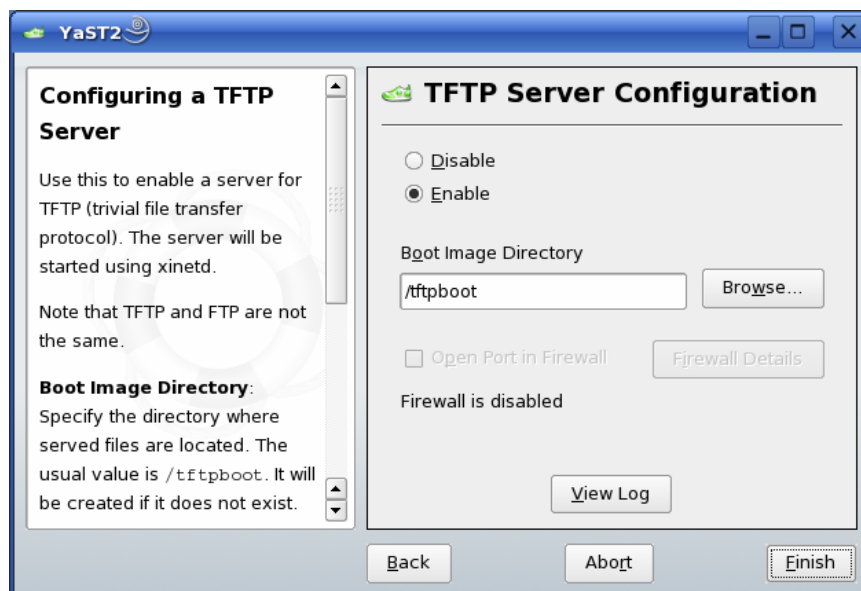 YaST2
Configuring a TFTP
Server
Use this to enable a server for
TFTP (trivial file transfer
protocol). The server will be
started using xinetd.
Note that TFTP and FTP are not
the same.
Boot Image Directory:
Specify the directory where
served files are located. The
usual value is /tftpboot. It will
be created if it does not exist.
TFTP Server Configuration
Disable
Enable
Boot Image Directory
/tftpboot
Browse...
Open Port in Firewall
Firewall Details
Firewall is disabled
View Log
Back
Abort
Finish